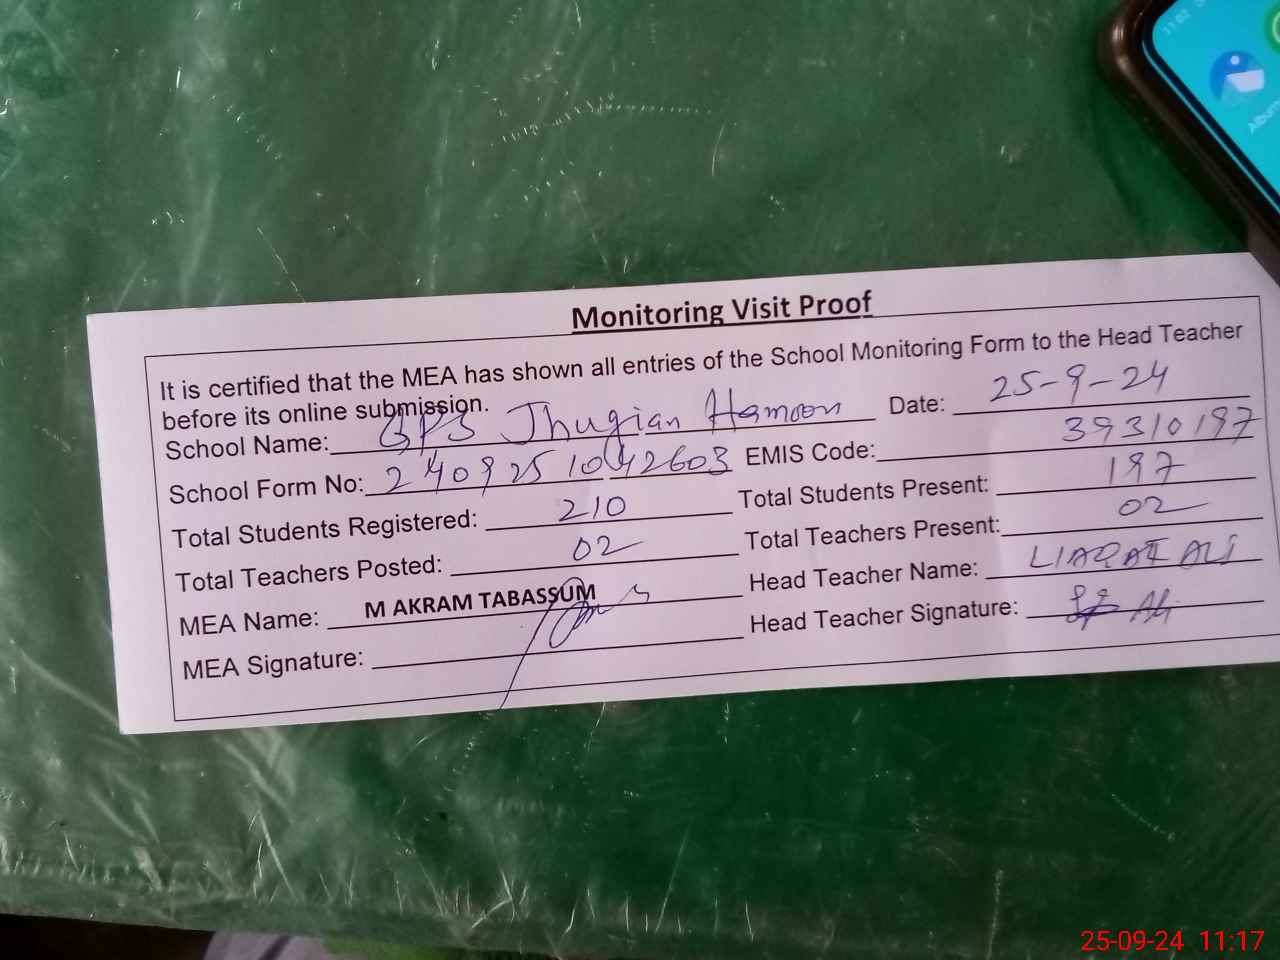 11:02
Album
Monitoring Visit Proof
It is certified that the MEA has shown all entries of the School Monitoring Form to the Head Teacher
before its online submission.
School Name: GPS Jhugian Hamoon Date: 25-9-24
School Form No: 2409251042603 EMIS Code: 39310197
Total Students Registered: 210 Total Students Present: 197
Total Teachers Posted: 02 Total Teachers Present: 02
MEA Name: M AKRAM TABASSUM Head Teacher Name: LIAQAT ALI
MEA Signature: Head Teacher Signature:
25-09-24 11:17